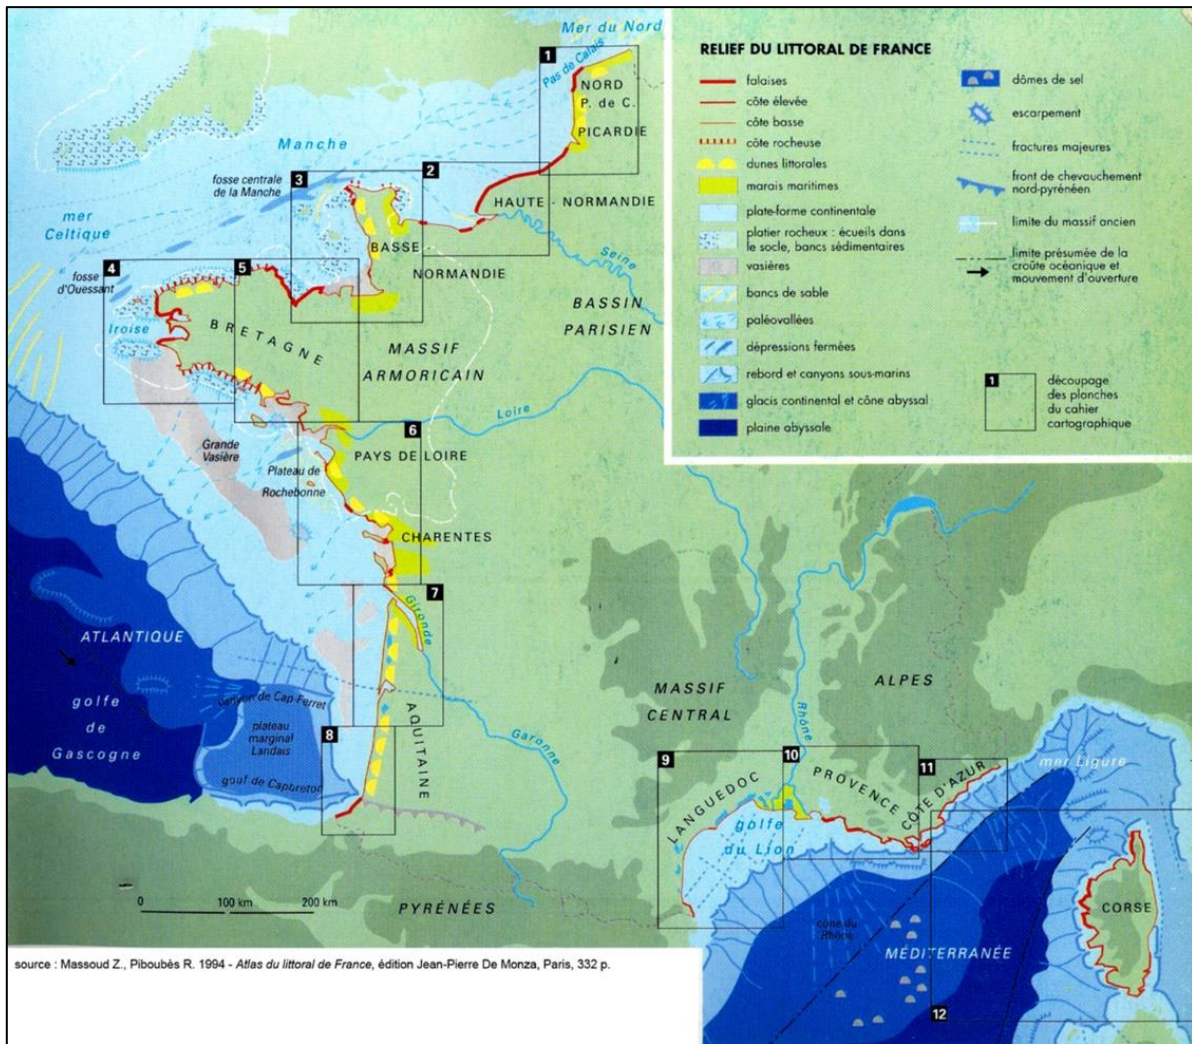 Mer du Nord
1
Pas de Calais
NORD
P. de C.
PICARDIE
Manche
2
3
fosse centrale
de la Manche
HAUTE - NORMANDIE
mer
Celtique
BASSE
NORMANDIE
Seine
4
5
fosse
d'Ouessant
BASSIN
PARISIEN
Iroise
BRETAGNE
MASSIF
ARMORICAIN
Loire
6
Grande
Vasière
PAYS DE LOIRE
Plateau de
Rochebonne
CHARENTES
7
Gironde
ATLANTIQUE
golfe
de
Gascogne
canyon de Cap-Ferret
plateau
marginal
Landais
gouf de Capbreton
8
AQUITAINE
Garonne
MASSIF
CENTRAL
ALPES
Rhône
9
10
11
LANGUEDOC
PROVENCE
CÔTE D'AZUR
mer Ligure
golfe
du Lion
CORSE
cône du
Rhône
MÉDITERRANÉE
12
PYRÉNÉES
0 100 km 200 km
RELIEF DU LITTORAL DE FRANCE
falaises
côte élevée
côte basse
côte rocheuse
dunes littorales
marais maritimes
plate-forme continentale
platier rocheux : écueils dans
le socle, bancs sédimentaires
vasières
bancs de sable
paléovallées
dépressions fermées
rebord et canyons sous-marins
glacis continental et cône abyssal
plaine abyssale
dômes de sel
escarpement
fractures majeures
front de chevauchement
nord-pyrénéen
limite du massif ancien
limite présumée de la
croûte océanique et
mouvement d'ouverture
1
découpage
des planches
du cahier
cartographique
source : Massoud Z., Piboubès R. 1994 - Atlas du littoral de France, édition Jean-Pierre De Monza, Paris, 332 p.